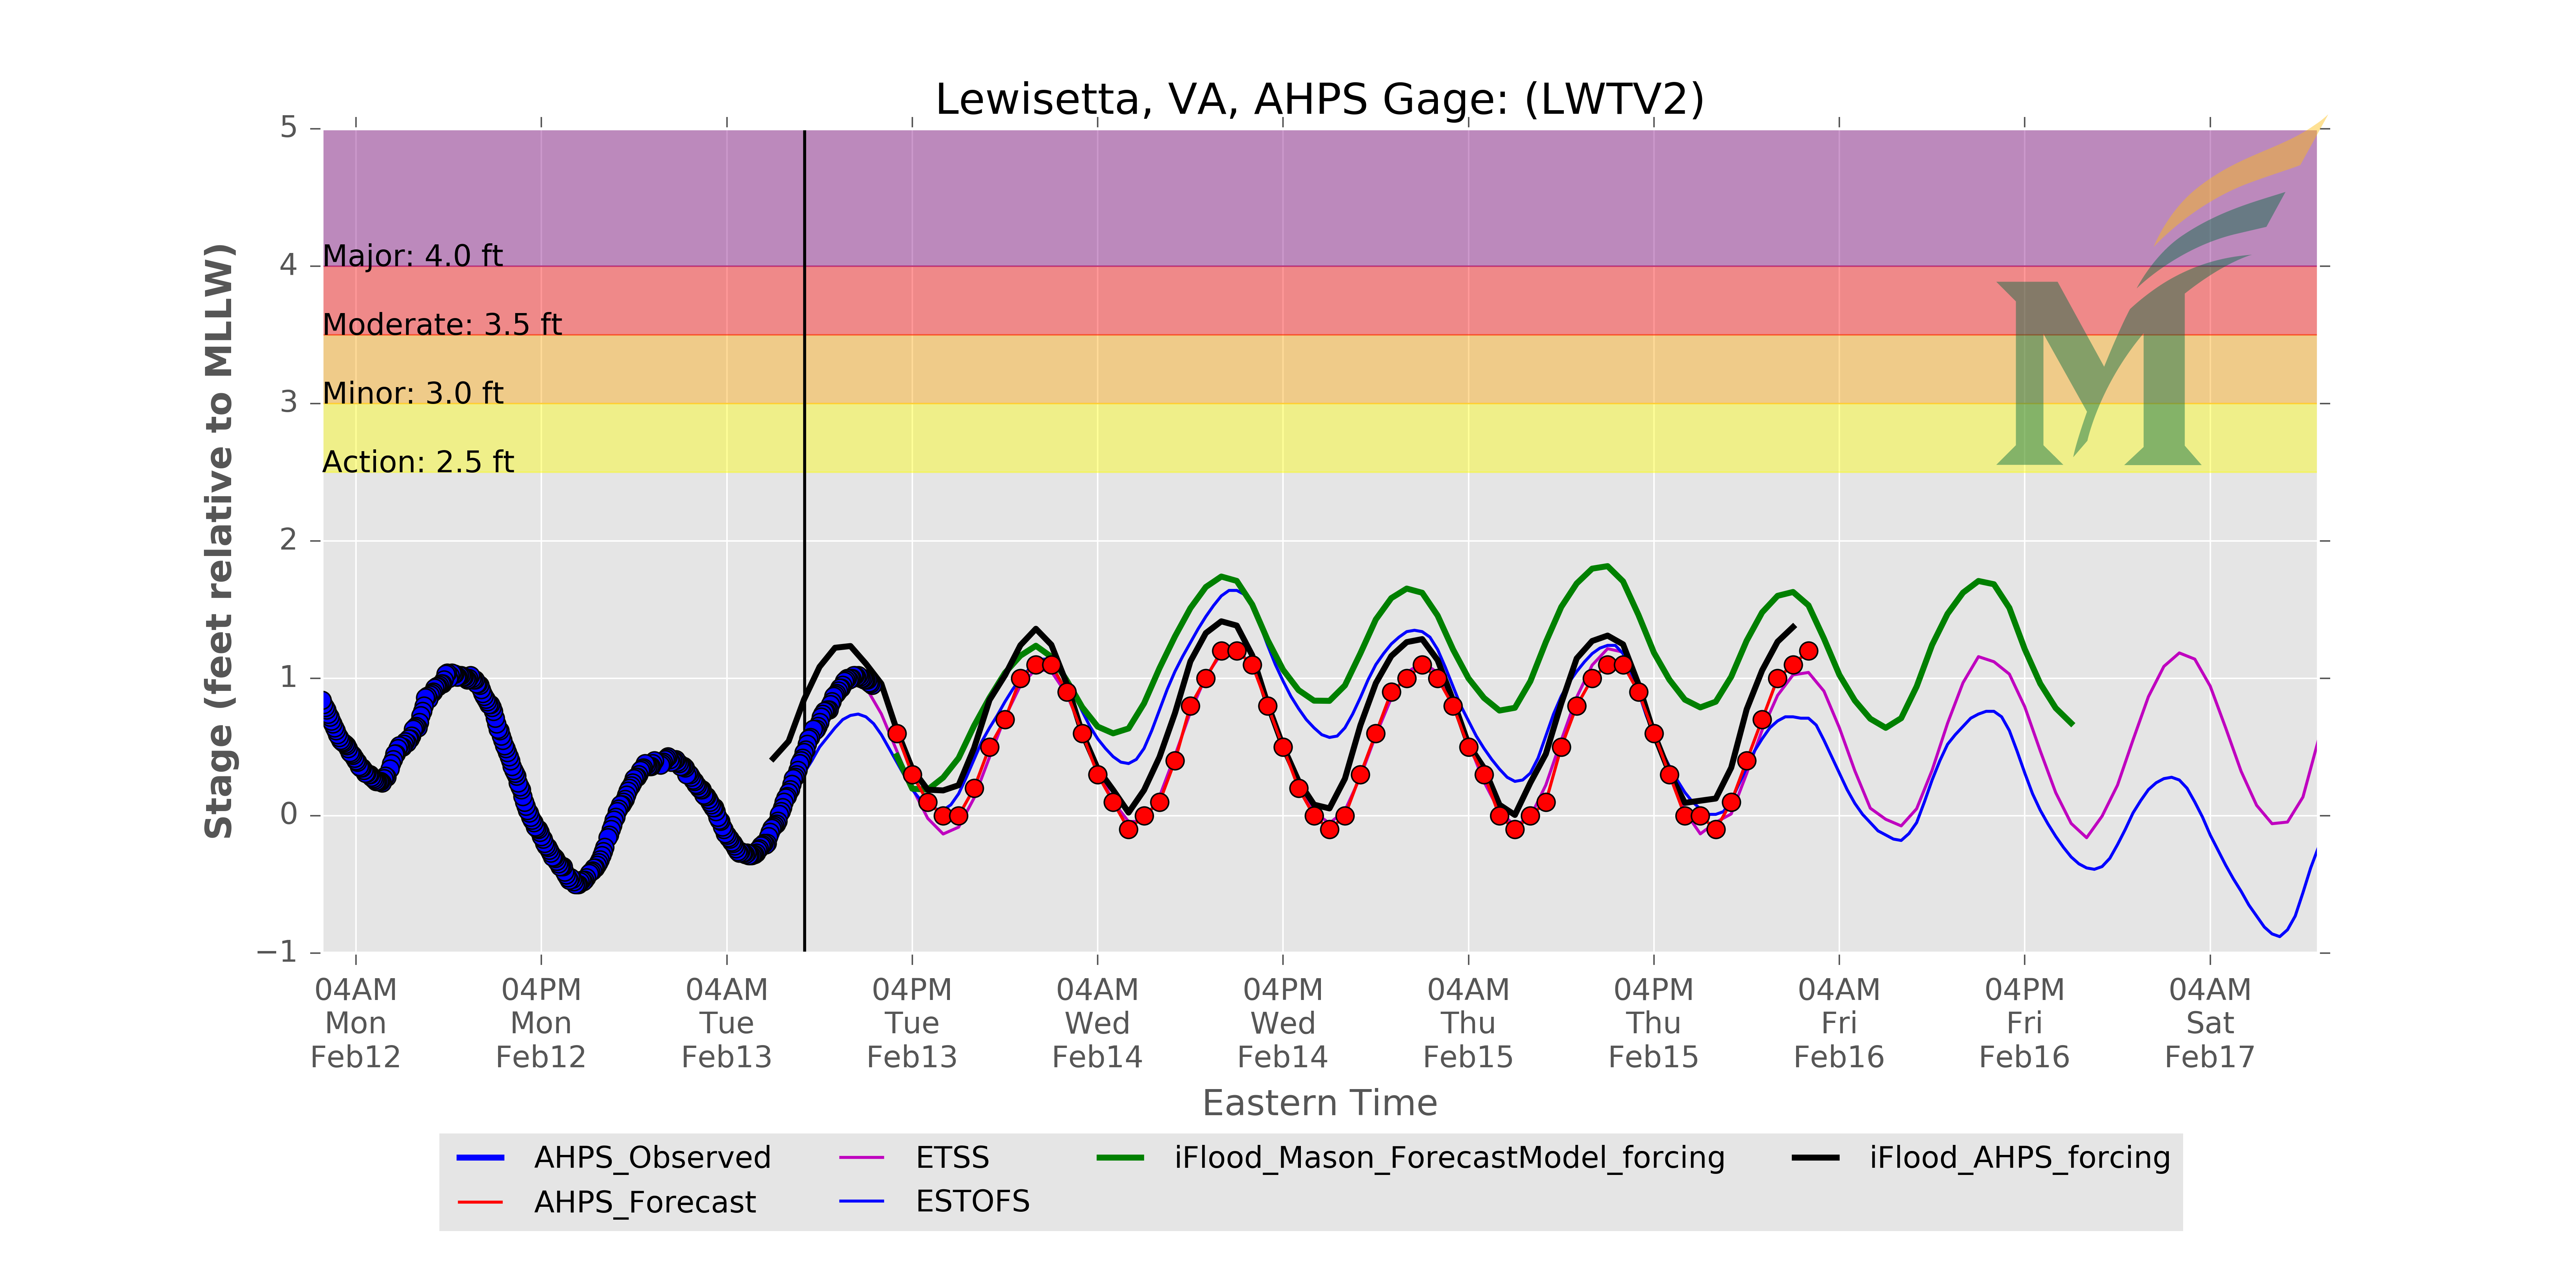 Lewisetta, VA, AHPS Gage: (LWTV2)
Stage (feet relative to MLLW)
5
4
3
2
1
0
−1
Major: 4.0 ft
Moderate: 3.5 ft
Minor: 3.0 ft
Action: 2.5 ft
M
04AM 04PM 04AM 04PM 04AM 04PM 04AM 04PM 04AM 04PM 04AM
Mon Mon Tue Tue Wed Wed Thu Thu Fri Fri Sat
Feb12 Feb12 Feb13 Feb13 Feb14 Feb14 Feb15 Feb15 Feb16 Feb16 Feb17
Eastern Time
AHPS_Observed ETSS iFlood_Mason_ForecastModel_forcing iFlood_AHPS_forcing
AHPS_Forecast ESTOFS